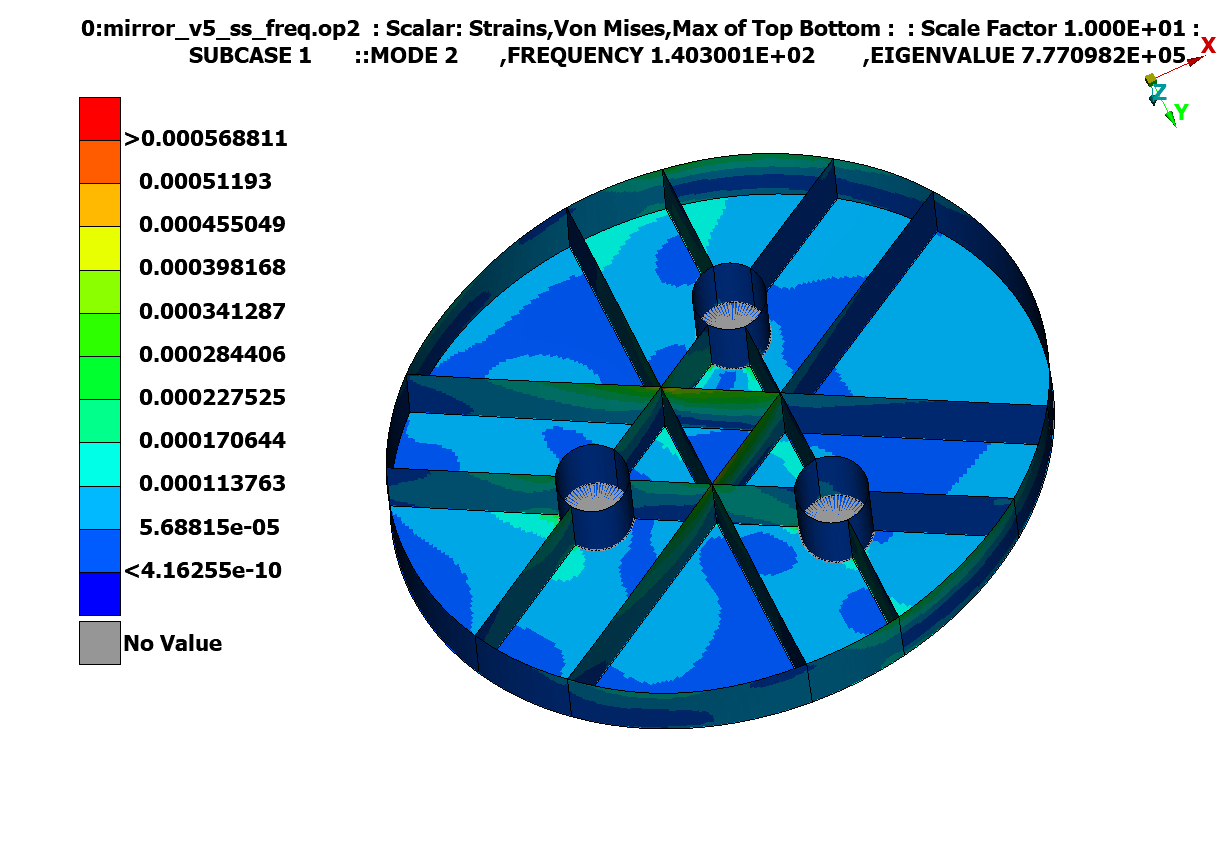 0:mirror_v5_ss_freq.op2 : Scalar: Strains,Von Mises,Max of Top Bottom : : Scale Factor 1.000E+01 :
SUBCASE 1 ::MODE 2 ,FREQUENCY 1.403001E+02 ,EIGENVALUE 7.770982E+05
X
Z
Y
>0.000568811
0.00051193
0.000455049
0.000398168
0.000341287
0.000284406
0.000227525
0.000170644
0.000113763
5.68815e-05
<4.16255e-10
No Value